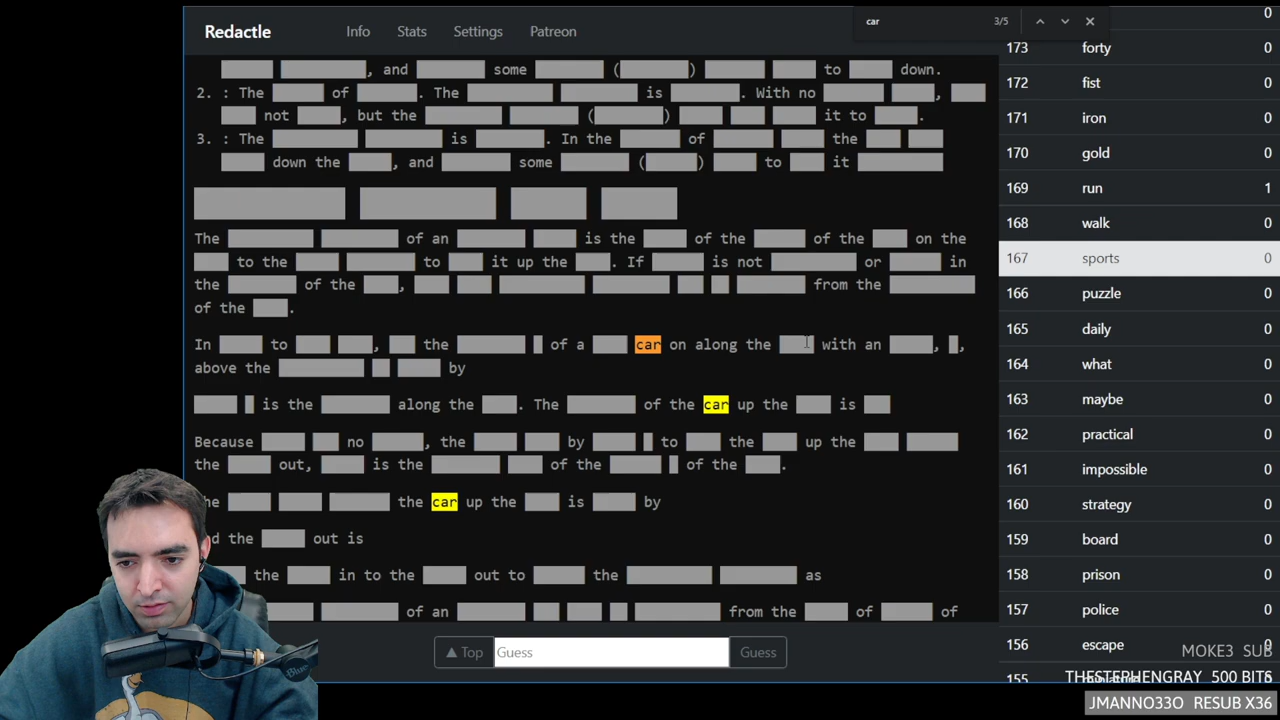 car 3/5
Redactle Info Stats Settings Patreon
, and some ( ) to down.
2. : The of . The is . With no ,
not , but the ( ) it to .
3. : The is . In the of the
down the , and some ( ) to it
The of an is the of the of the on the
to the to it up the . If is not or in
the of the , from the
of the .
In to , the of a car on along the with an , ,
above the by
is the along the . The of the car up the is
Because no , the by to the up the
the out, is the of the of the .
the car up the is by
the out is
the in to the out to the as
of an from the of of
▲ Top Guess Guess
0
173 forty 0
172 fist 0
171 iron 0
170 gold 0
169 run 1
168 walk 0
167 sports 0
166 puzzle 0
165 daily 0
164 what 0
163 maybe 0
162 practical 0
161 impossible 0
160 strategy 0
159 board 0
158 prison 0
157 police 0
156 escape
155
MOKE3 SUB
THESTEPHENGRAY 500 BITS
JMANNO33O RESUB X36
Blue